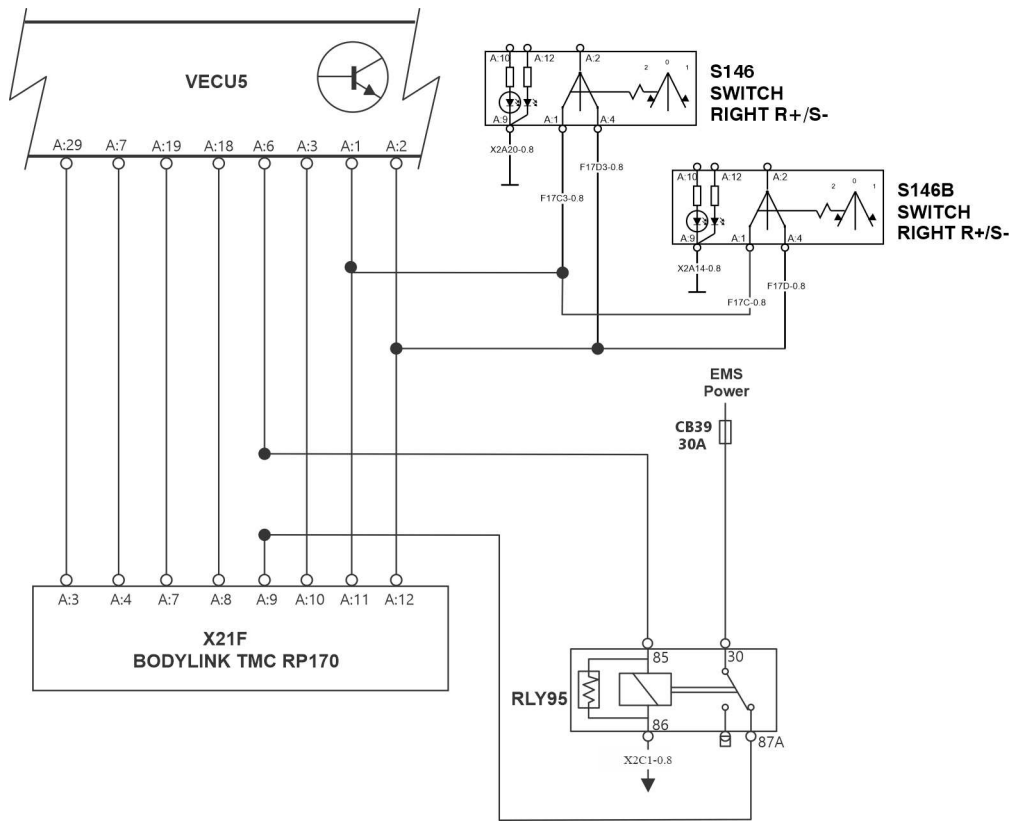 VECU5
A:29 A:7 A:19 A:18 A:6 A:3 A:1 A:2
A:10 A:12 A:2
2 0 1
A:9 A:1 A:4
S146
SWITCH
RIGHT R+/S-
X2A20-0.8
F17D3-0.8
F17C3-0.8
A:10 A:12 A:2
2 0 1
A:9 A:1 A:4
S146B
SWITCH
RIGHT R+/S-
X2A14-0.8
F17D-0.8
F17C-0.8
EMS
Power
CB39
30A
A:3 A:4 A:7 A:8 A:9 A:10 A:11 A:12
X21F
BODYLINK TMC RP170
85 30
RLY95
86
87A
X2C1-0.8